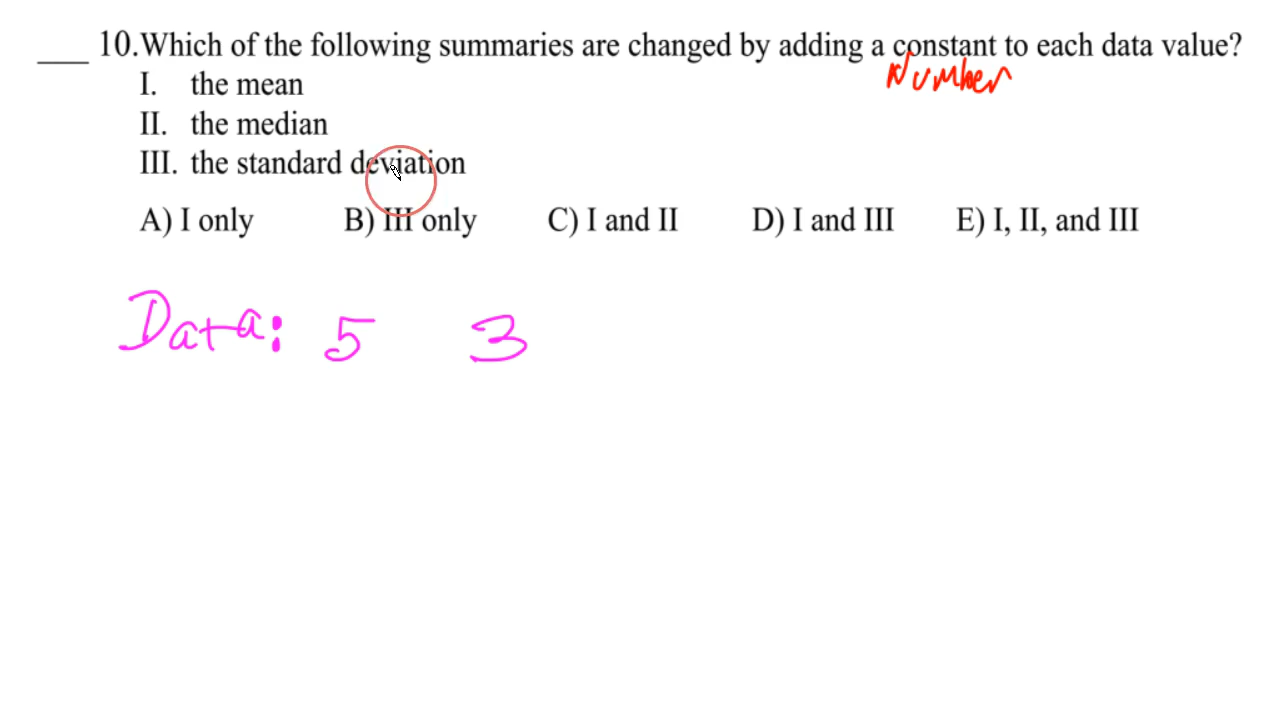 ___ 10.Which of the following summaries are changed by adding a constant to each data value?
Number
I. the mean
II. the median
III. the standard deviation
A) I only B) III only C) I and II D) I and III E) I, II, and III
Data: 5 3